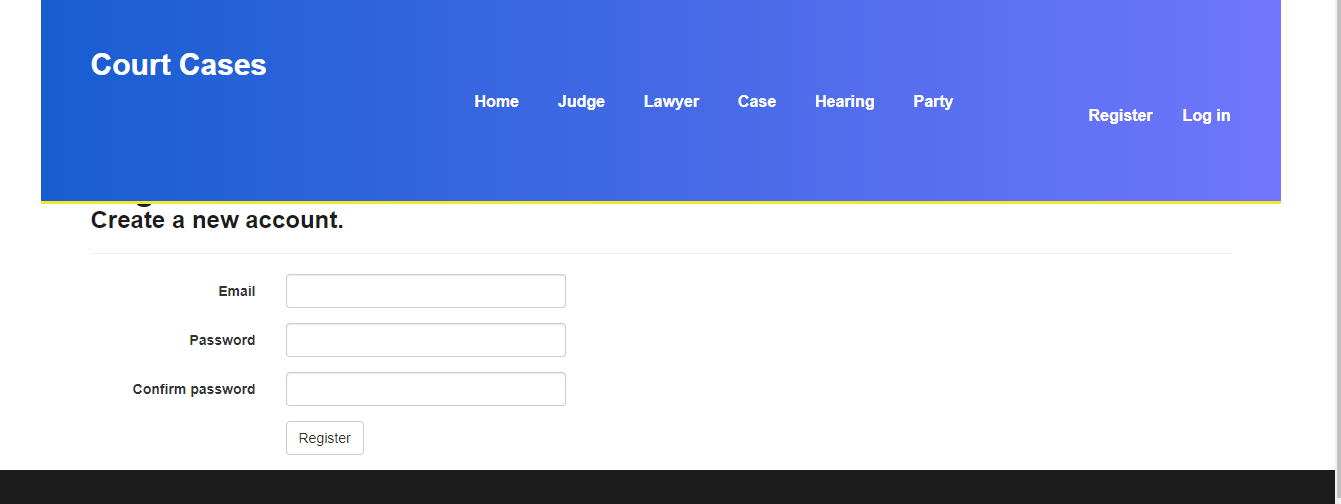 Court Cases
Home Judge Lawyer Case Hearing Party
Register Log in
Create a new account.
Email
Password
Confirm password
Register